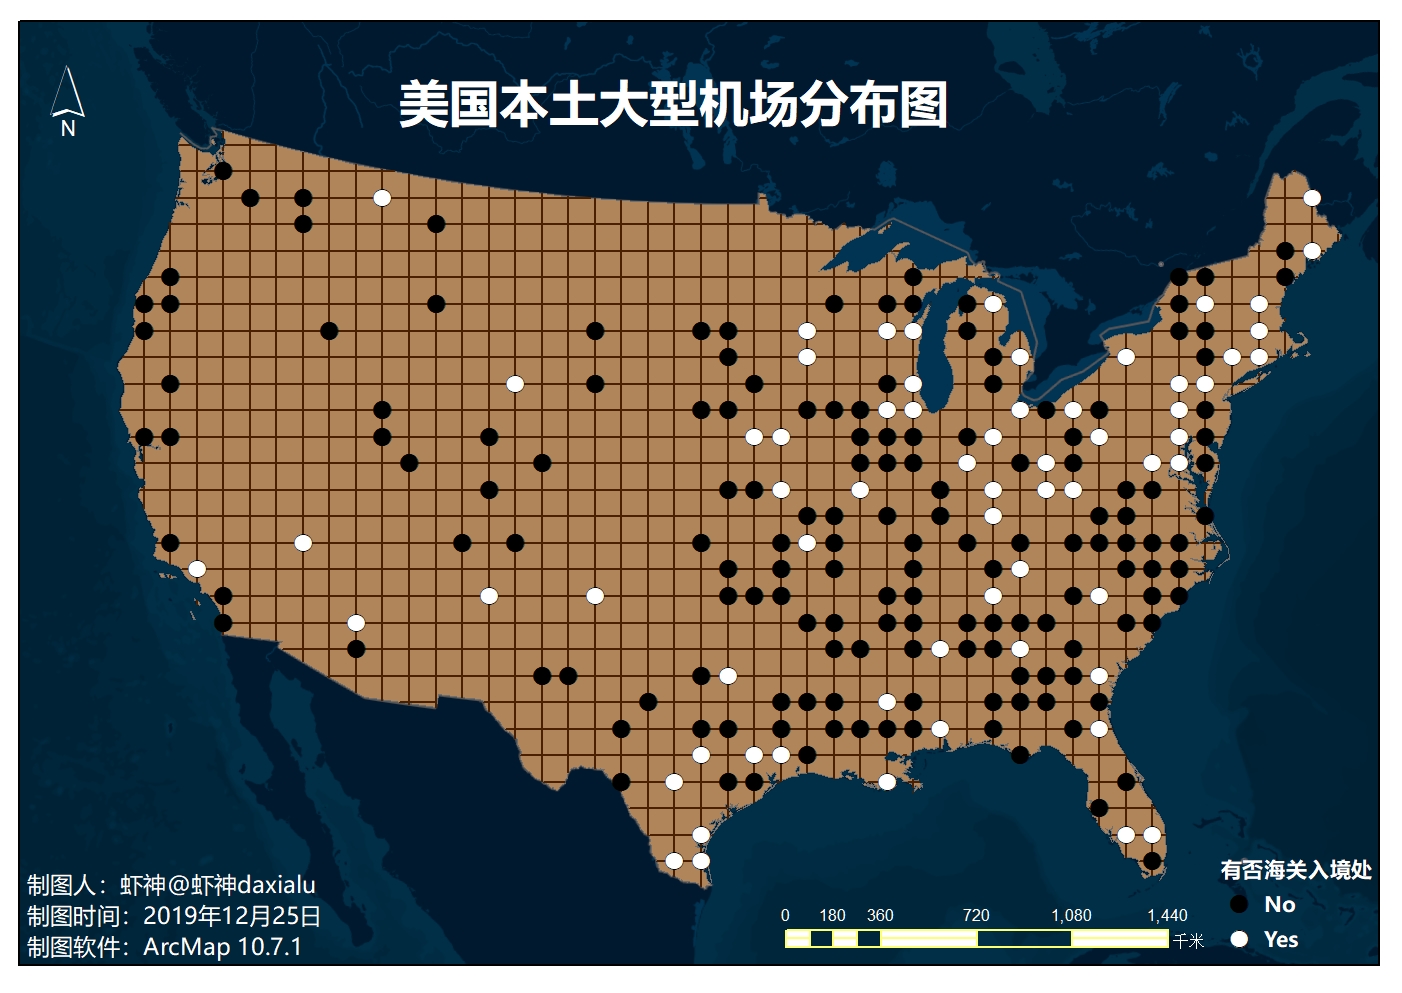 美国本土大型机场分布图
N
制图人：虾神@虾神daxialu
制图时间：2019年12月25日
制图软件：ArcMap 10.7.1
0 180 360 720 1,080 1,440
千米
有否海关入境处
No
Yes